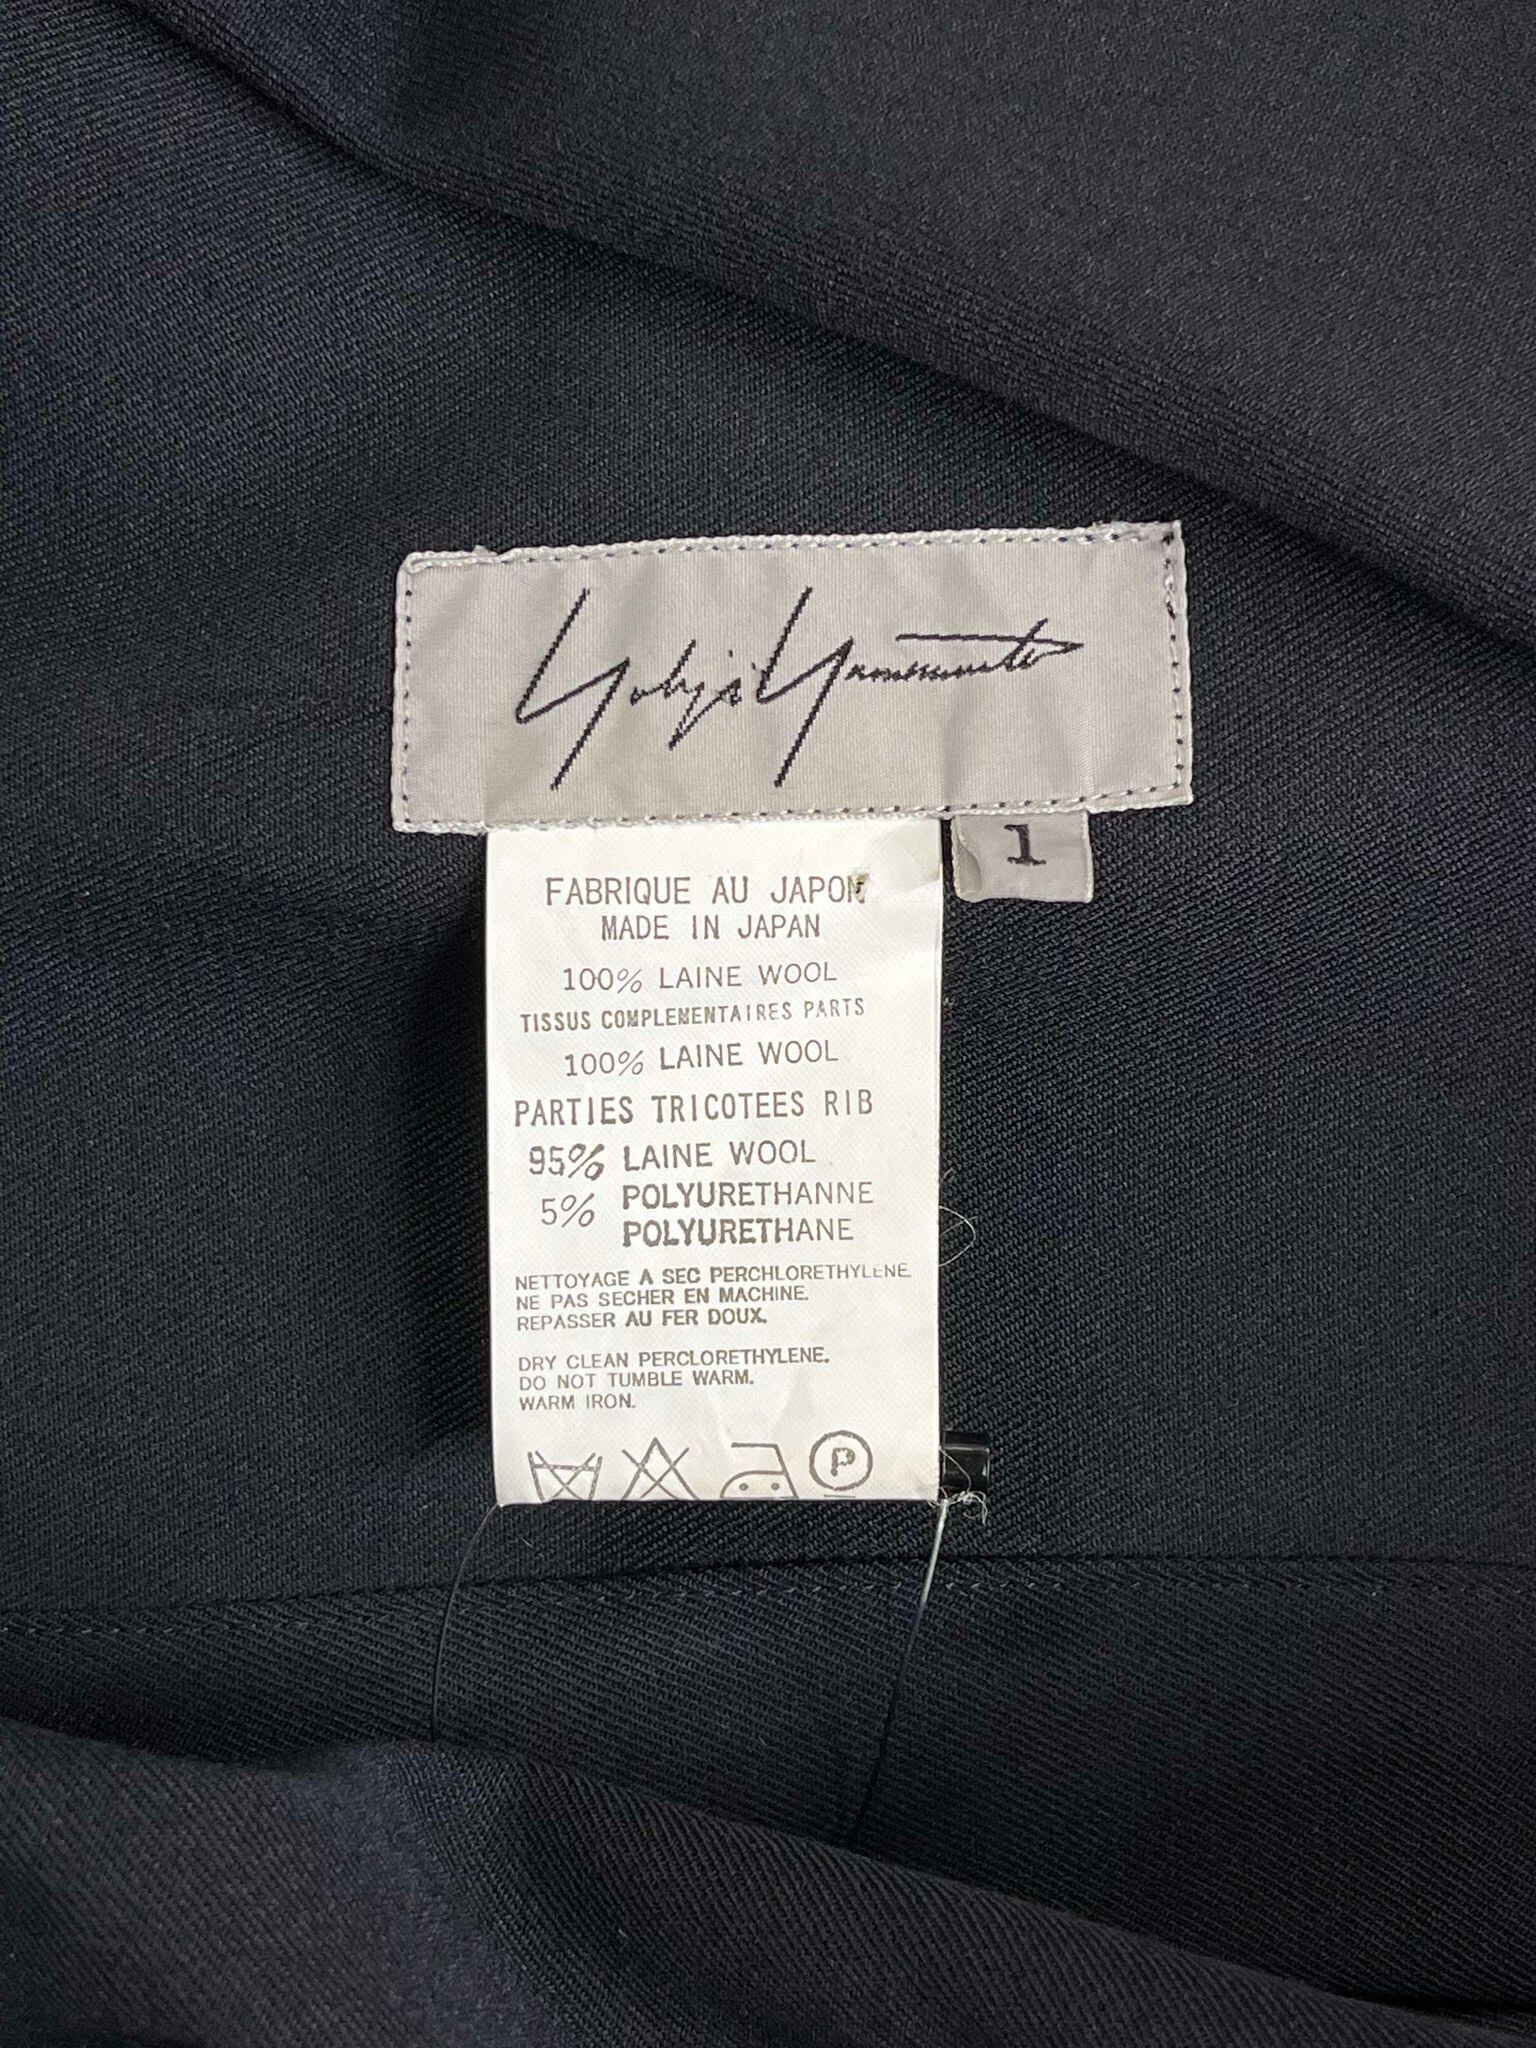 Yohji Yamamoto
1
FABRIQUE AU JAPON
MADE IN JAPAN
100% LAINE WOOL
TISSUS COMPLEMENTAIRES PARTS
100% LAINE WOOL
PARTIES TRICOTEES RIB
95% LAINE WOOL
5% POLYURETHANNE
POLYURETHANE
NETTOYAGE A SEC PERCHLORETHYLENE
NE PAS SECHER EN MACHINE.
REPASSER AU FER DOUX.
DRY CLEAN PERCLORETHYLENE.
DO NOT TUMBLE WARM.
WARM IRON.
P